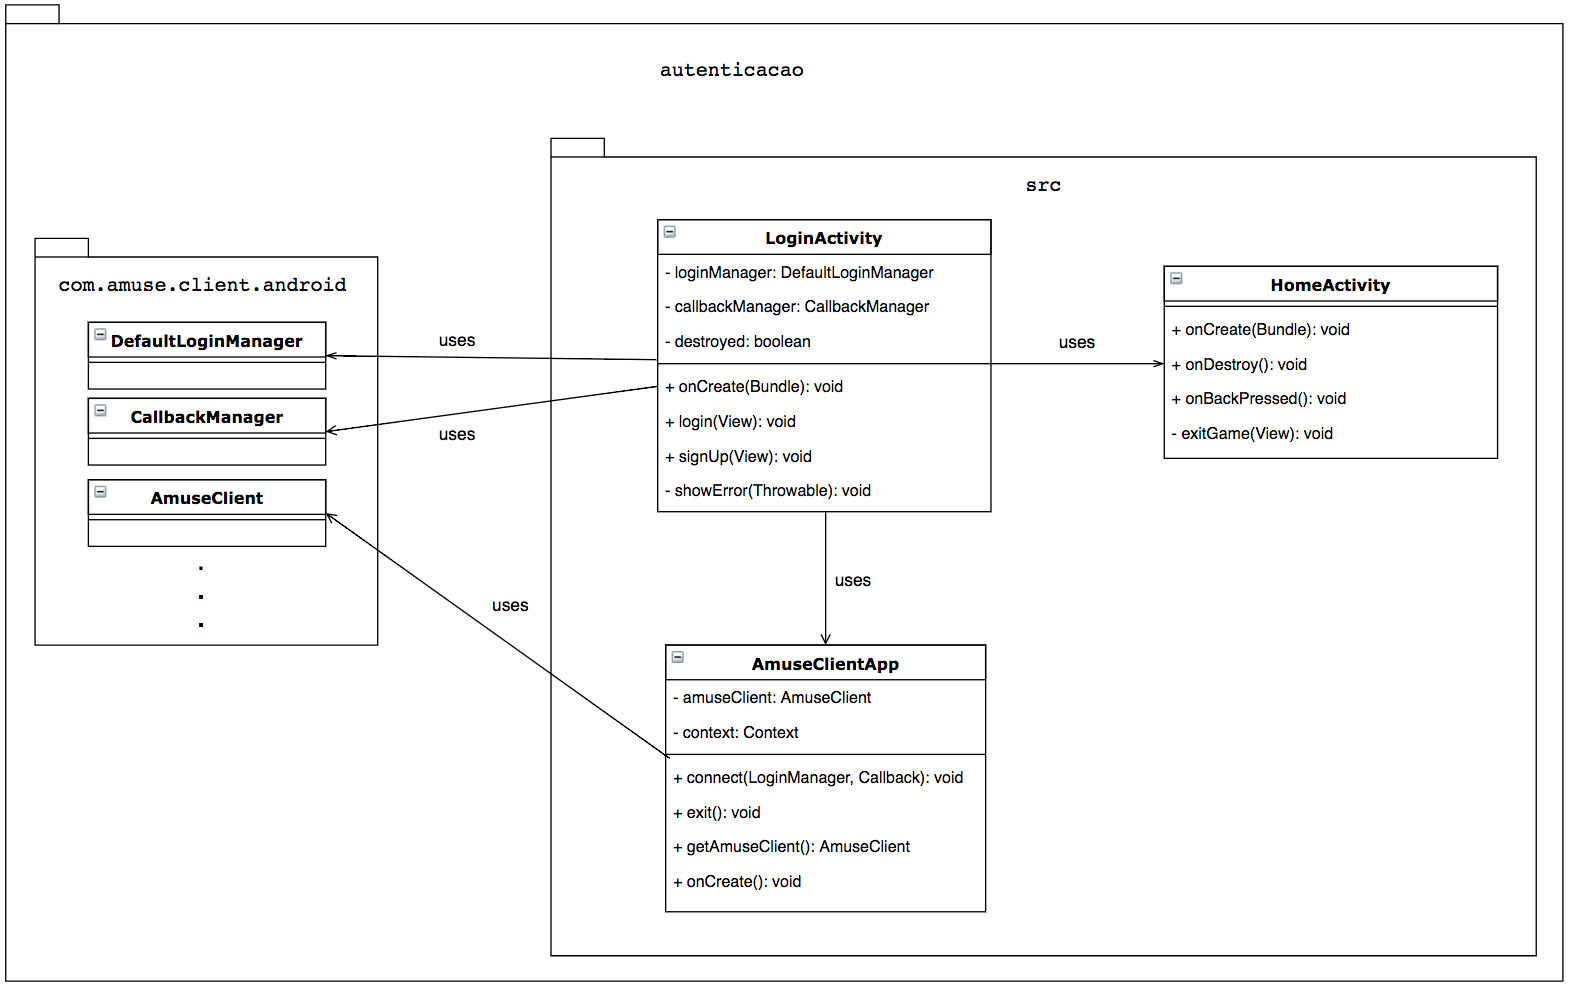 autenticacao
com.amuse.client.android
DefaultLoginManager
CallbackManager
AmuseClient
.
.
.
uses
uses
uses
src
LoginActivity
- loginManager: DefaultLoginManager
- callbackManager: CallbackManager
- destroyed: boolean
+ onCreate(Bundle): void
+ login(View): void
+ signUp(View): void
- showError(Throwable): void
uses
HomeActivity
+ onCreate(Bundle): void
+ onDestroy(): void
+ onBackPressed(): void
- exitGame(View): void
uses
AmuseClientApp
- amuseClient: AmuseClient
- context: Context
+ connect(LoginManager, Callback): void
+ exit(): void
+ getAmuseClient(): AmuseClient
+ onCreate(): void